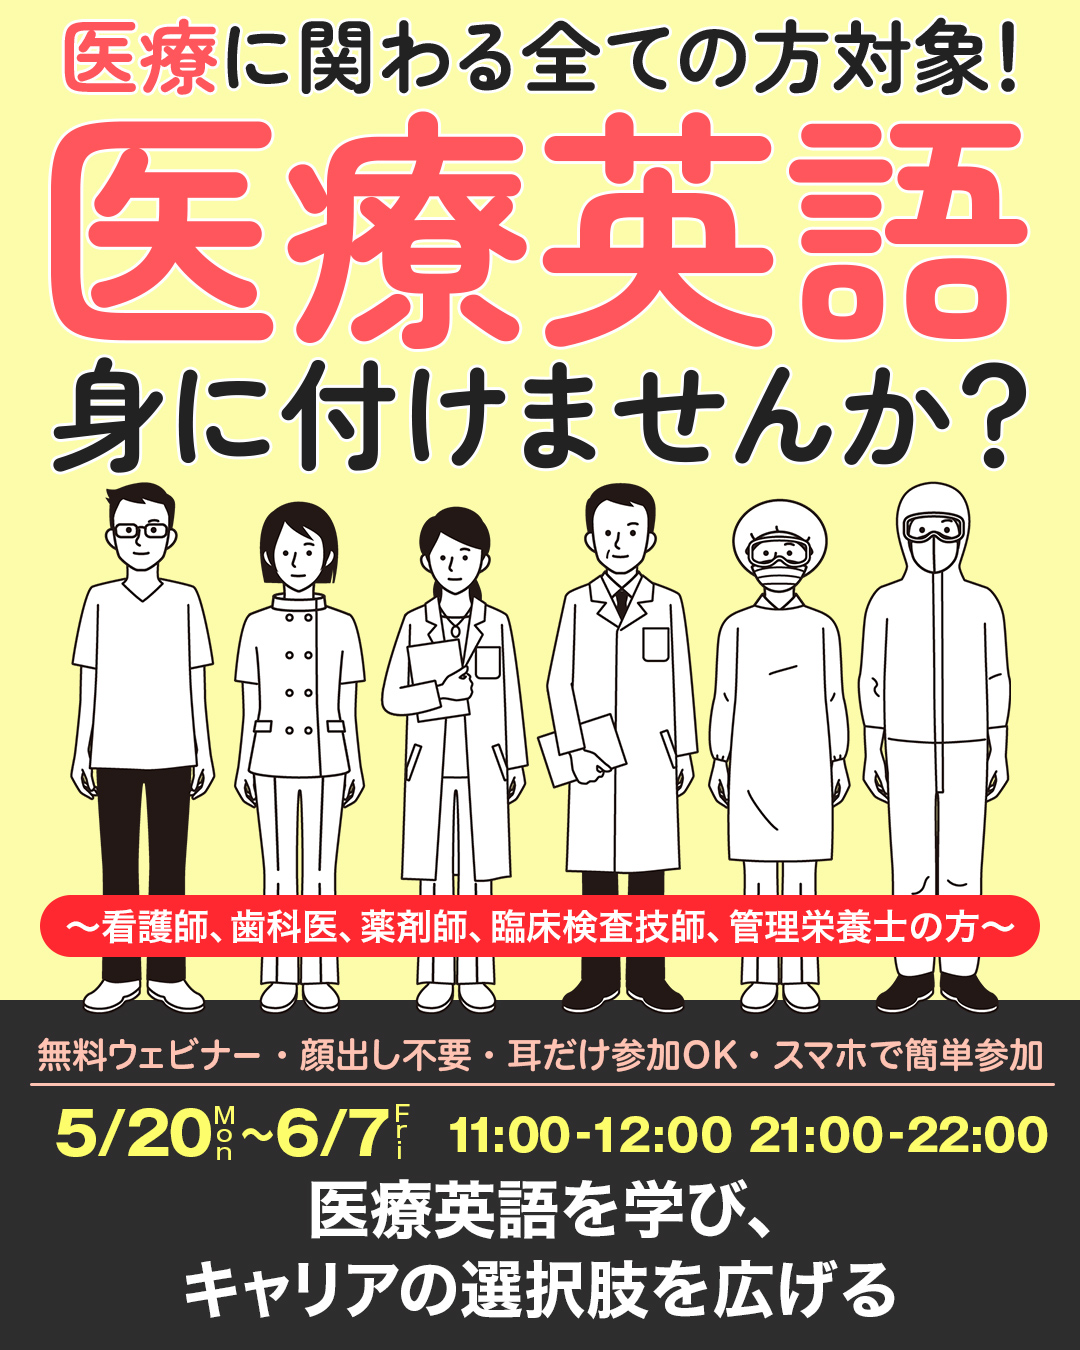 医療に関わる全ての方対象！
医療英語
身に付けませんか？
〜看護師、歯科医、薬剤師、臨床検査技師、管理栄養士の方〜
無料ウェビナー・顔出し不要・耳だけ参加OK・スマホで簡単参加
5/20Mon〜6/7Fri 11:00-12:00 21:00-22:00
医療英語を学び、
キャリアの選択肢を広げる